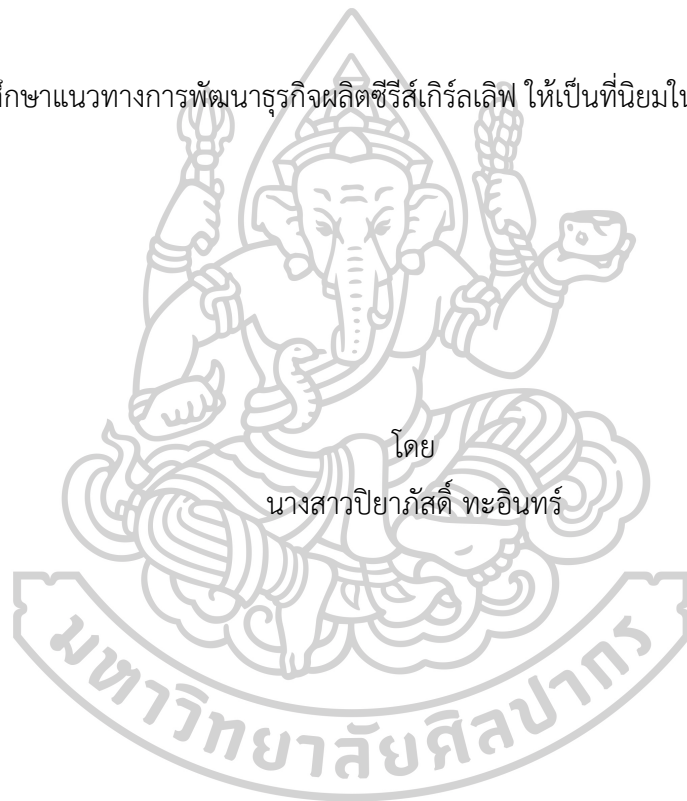 ึกษาแนวทางการพัฒนาธุรกิจผลิตซีรีส์เกิร์ลเลิฟ ให้เป็นที่นิยมใน
โดย
นางสาวปิยาภัสดิ์ ทะอินทร์
มหาวิทยาลัยศิลปากร